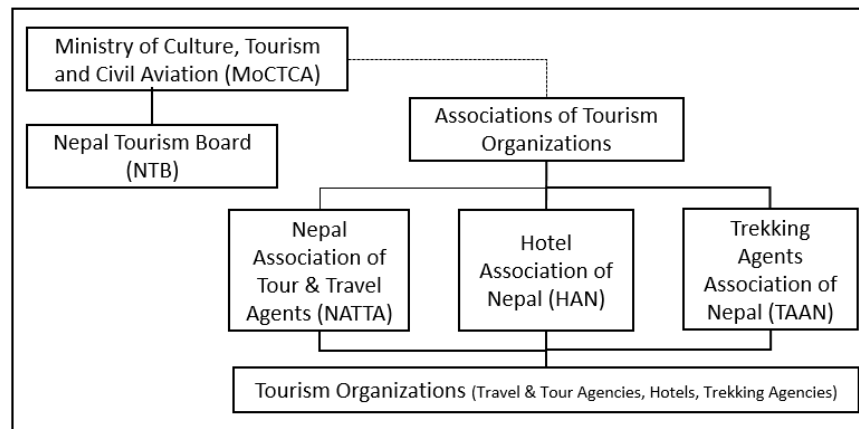 Ministry of Culture, Tourism
and Civil Aviation (MoCTCA)
Nepal Tourism Board
(NTB)
Associations of Tourism
Organizations
Nepal
Association of
Tour & Travel
Agents (NATTA)
Hotel
Association of
Nepal (HAN)
Trekking
Agents
Association of
Nepal (TAAN)
Tourism Organizations (Travel & Tour Agencies, Hotels, Trekking Agencies)